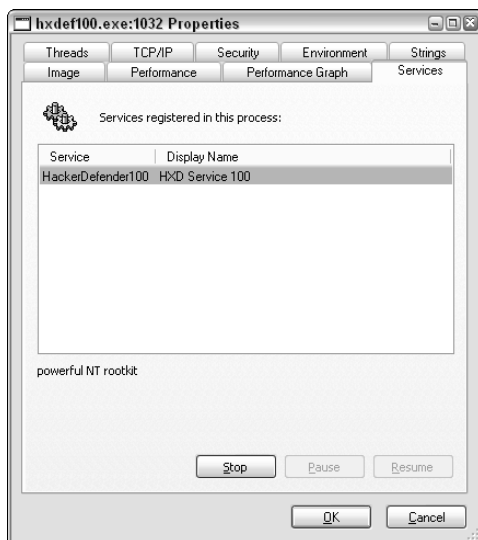 hxdef100.exe:1032 Properties
Threads TCP/IP Security Environment Strings
Image Performance Performance Graph Services
Services registered in this process:
Service Display Name
HackerDefender100 HXD Service 100
powerful NT rootkit
Stop Pause Resume
OK Cancel